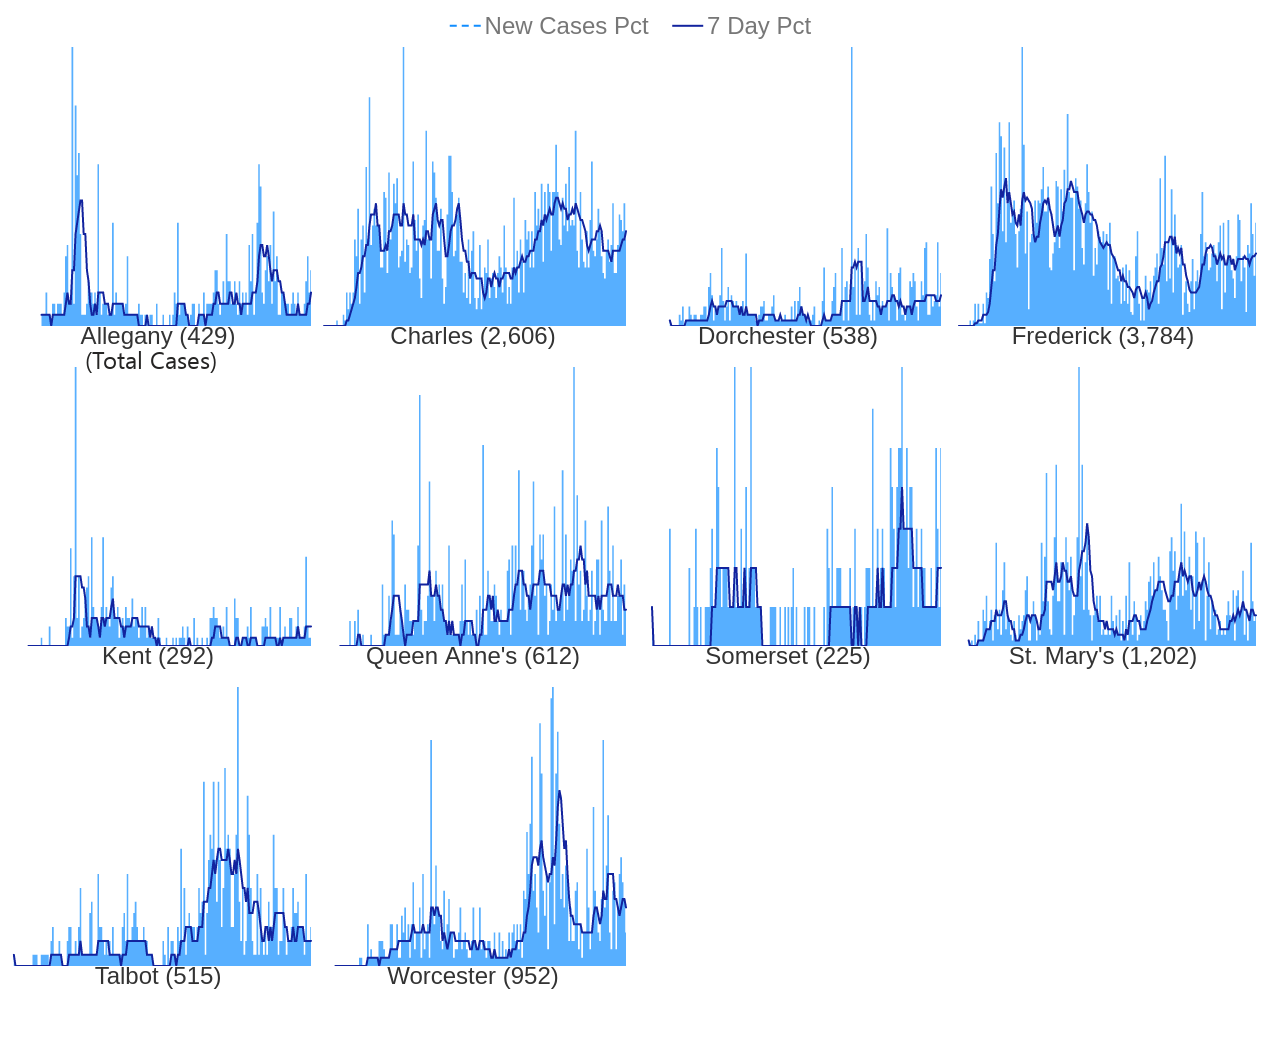 New Cases Pct 7 Day Pct
Allegany (429)
(Total Cases)
Charles (2,606)
Dorchester (538)
Frederick (3,784)
Kent (292)
Queen Anne's (612)
Somerset (225)
St. Mary's (1,202)
Talbot (515)
Worcester (952)